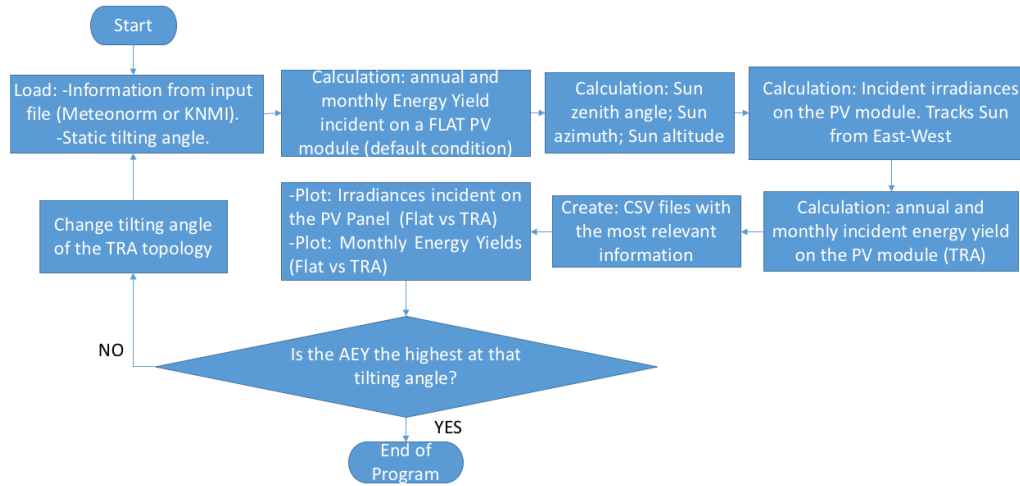 Start
Load: -Information from input
file (Meteonorm or KNMI).
-Static tilting angle.
Calculation: annual and
monthly Energy Yield
incident on a FLAT PV
module (default condition)
Calculation: Sun
zenith angle; Sun
azimuth; Sun altitude
Calculation: Incident irradiances
on the PV module. Tracks Sun
from East-West
Calculation: annual and
monthly incident energy yield
on the PV module (TRA)
Create: CSV files with
the most relevant
information
-Plot: Irradiances incident on
the PV Panel (Flat vs TRA)
-Plot: Monthly Energy Yields
(Flat vs TRA)
Change tilting angle
of the TRA topology
NO
Is the AEY the highest at that
tilting angle?
YES
End of
Program